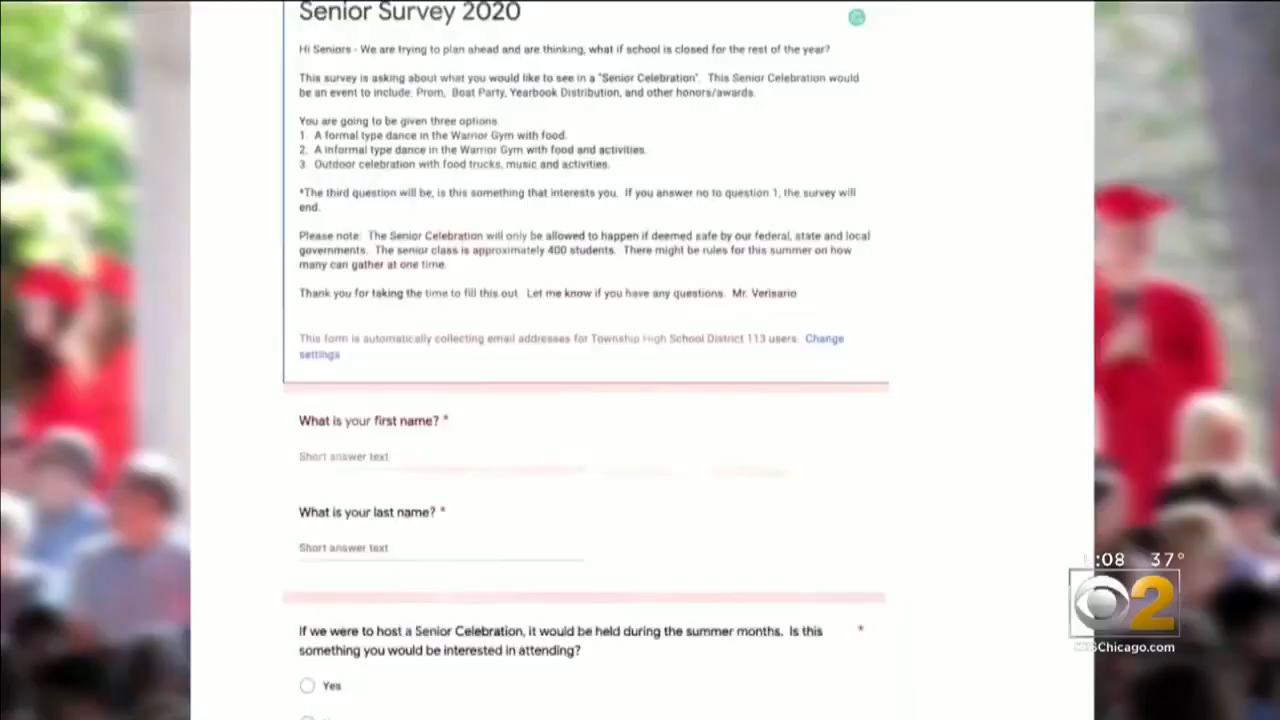 Senior Survey 2020
Hi Seniors - We are trying to plan ahead and are thinking, what if school is closed for the rest of the year?
This survey is asking about what you would like to see in a "Senior Celebration". This Senior Celebration would
be an event to include: Prom, Boat Party, Yearbook Distribution, and other honors/awards.
You are going to be given three options.
1. A formal type dance in the Warrior Gym with food.
2. A informal type dance in the Warrior Gym with food and activities.
3. Outdoor celebration with food trucks, music and activities.
*The third question will be, is this something that interests you. If you answer no to question 1, the survey will
end.
Please note: The Senior Celebration will only be allowed to happen if deemed safe by our federal, state and local
governments. The senior class is approximately 400 students. There might be rules for this summer on how
many can gather at one time.
Thank you for taking the time to fill this out. Let me know if you have any questions. Mr. Verisario
This form is automatically collecting email addresses for Township High School District 113 users. Change
settings
What is your first name? *
Short answer text
What is your last name? *
Short answer text
If we were to host a Senior Celebration, it would be held during the summer months. Is this *
something you would be interested in attending?
Yes
:08 37°
2
CBSChicago.com